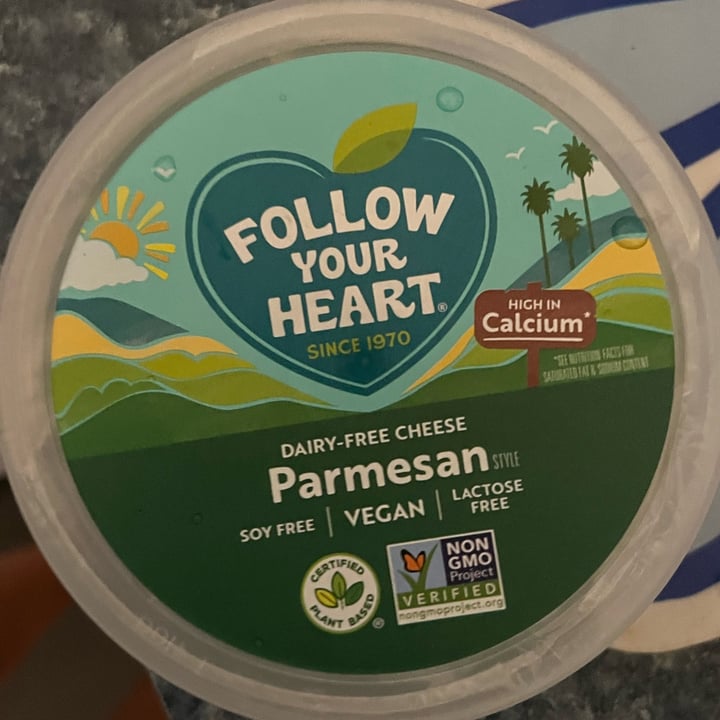 FOLLOW
YOUR
HEART®
SINCE 1970
HIGH IN
Calcium*
*SEE NUTRITION FACTS FOR
SATURATED FAT & SODIUM CONTENT
DAIRY-FREE CHEESE
Parmesan STYLE
SOY FREE | VEGAN | LACTOSE
FREE
CERTIFIED
PLANT BASED
NON
GMO
Project
VERIFIED
nongmoproject.org